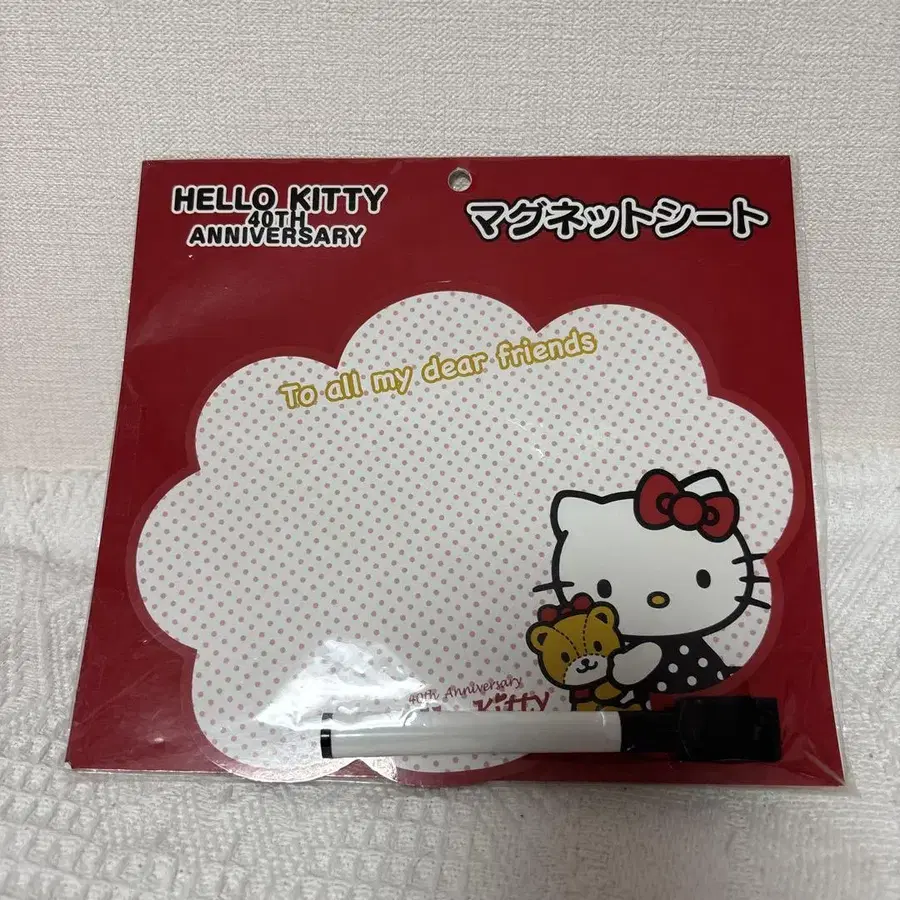 HELLO KITTY
40TH
ANNIVERSARY
マグネットシート
To all my dear friends
40th Anniversary
Kitty